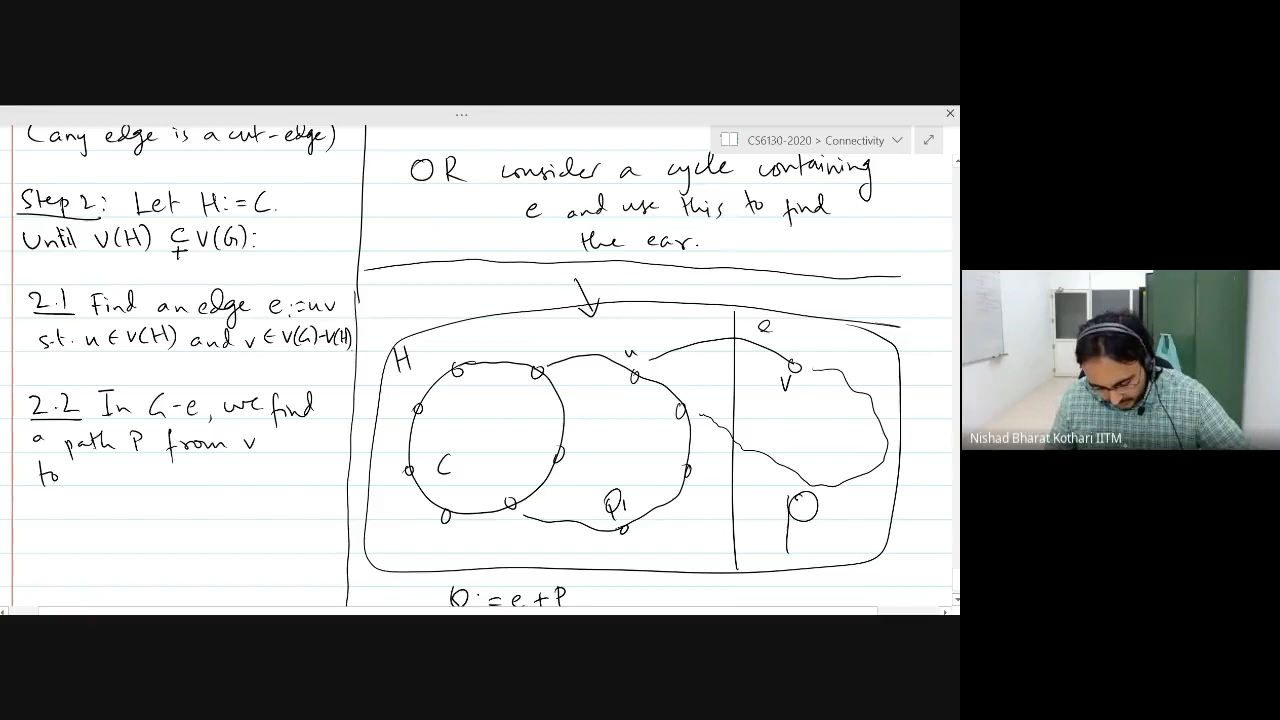 (any edge is a cut-edge)
Step 2: Let H := C.
Until V(H) ⊊ V(G):
2.1 Find an edge e := uv
s.t. u ∈ V(H) and v ∈ V(G)-V(H)
2.2 In G-e, we find
a path P from v
to
CS6130-2020 > Connectivity
OR consider a cycle containing
e and use this to find
the ear.
H
u
e
v
C
Q1
P
Q := e + P
Nishad Bharat Kothari IITM